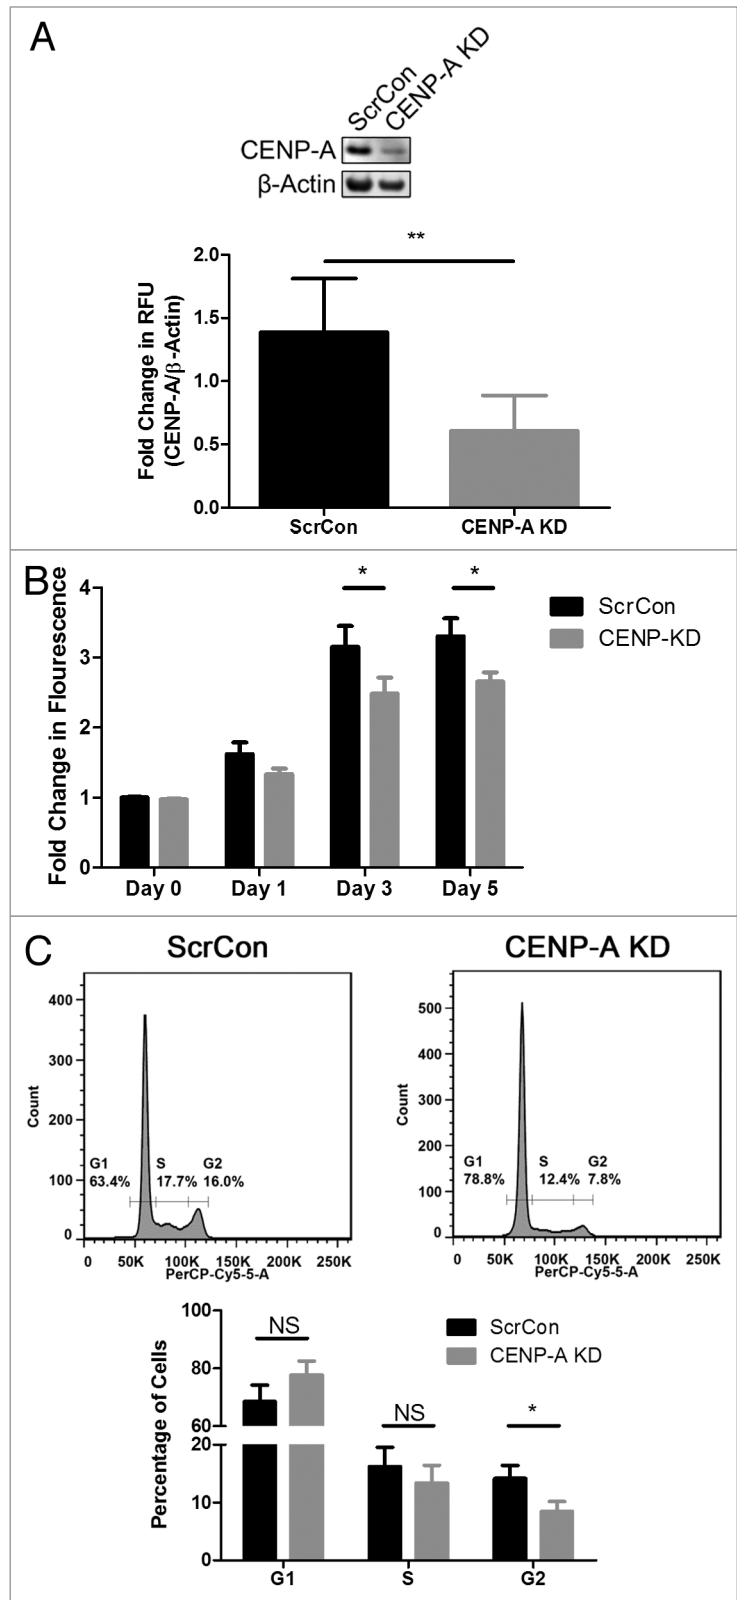 A
ScrCon
CENP-A KD
CENP-A
β-Actin
**
Fold Change in RFU
(CENP-A/β-Actin)
2.0
1.5
1.0
0.5
0.0
ScrCon
CENP-A KD
B
Fold Change in Flourescence
4
3
2
1
0
*
*
ScrCon
CENP-KD
Day 0
Day 1
Day 3
Day 5
C
ScrCon
Count
400
300
200
100
0
G1
63.4%
S
17.7%
G2
16.0%
0
50K
100K
150K
200K
250K
PerCP-Cy5-5-A
CENP-A KD
Count
500
400
300
200
100
0
G1
78.8%
S
12.4%
G2
7.8%
0
50K
100K
150K
200K
250K
PerCP-Cy5-5-A
Percentage of Cells
100
80
60
20
10
0
NS
NS
*
ScrCon
CENP-A KD
G1
S
G2